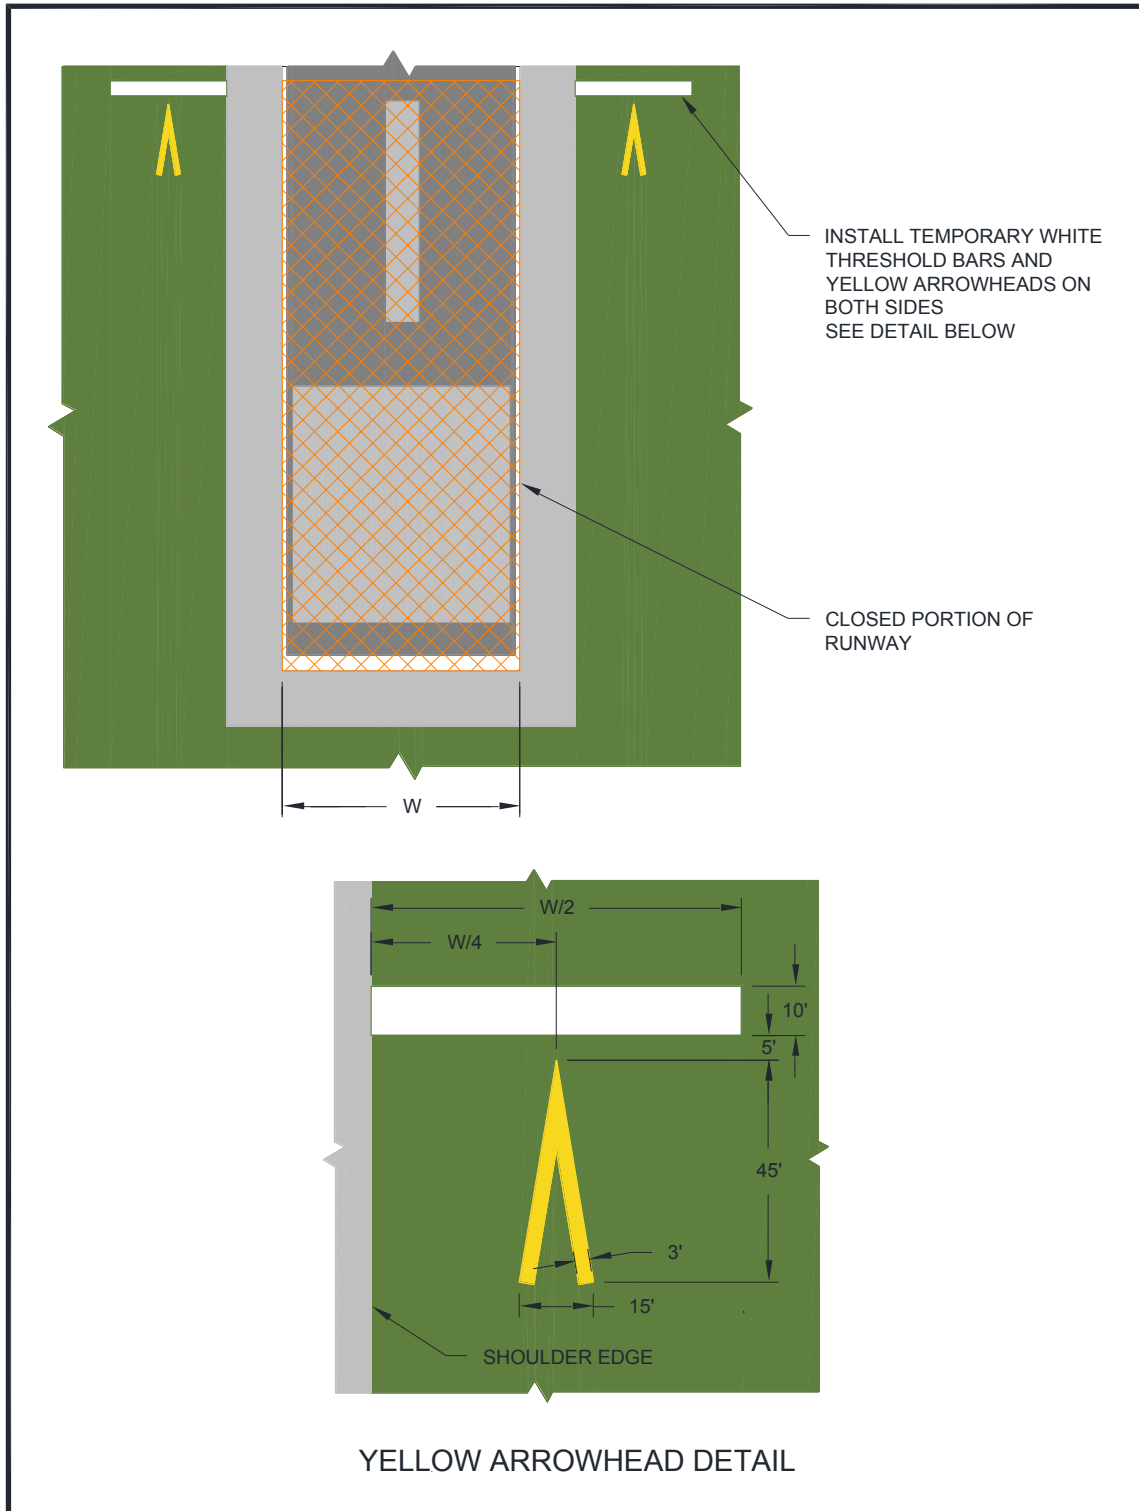 INSTALL TEMPORARY WHITE
THRESHOLD BARS AND
YELLOW ARROWHEADS ON
BOTH SIDES
SEE DETAIL BELOW
CLOSED PORTION OF
RUNWAY
W
W/2
W/4
10'
5'
45'
3'
15'
SHOULDER EDGE
YELLOW ARROWHEAD DETAIL